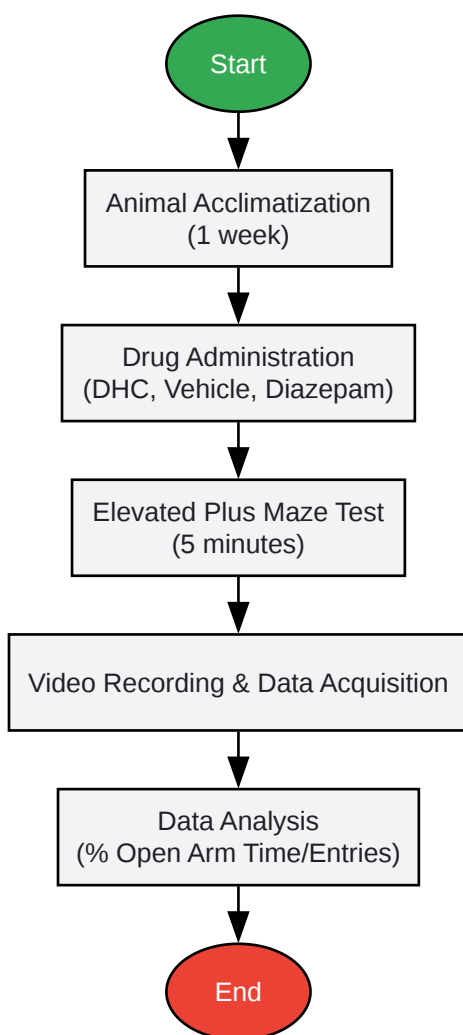 Start
Animal Acclimatization
(1 week)
Drug Administration
(DHC, Vehicle, Diazepam)
Elevated Plus Maze Test
(5 minutes)
Video Recording & Data Acquisition
Data Analysis
(% Open Arm Time/Entries)
End